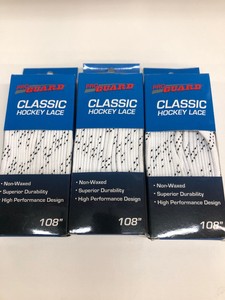 GUARD
CLASSIC
HOCKEY LACE
• Non-Waxed
• Superior Durability
• High Performance Design
108"
GUARD
CLASSIC
HOCKEY LACE
• Non-Waxed
• Superior Durability
• High Performance Design
108"
GUARD
CLASSIC
HOCKEY LACE
• Non-Waxed
• Superior Durability
• High Performance Design
108"